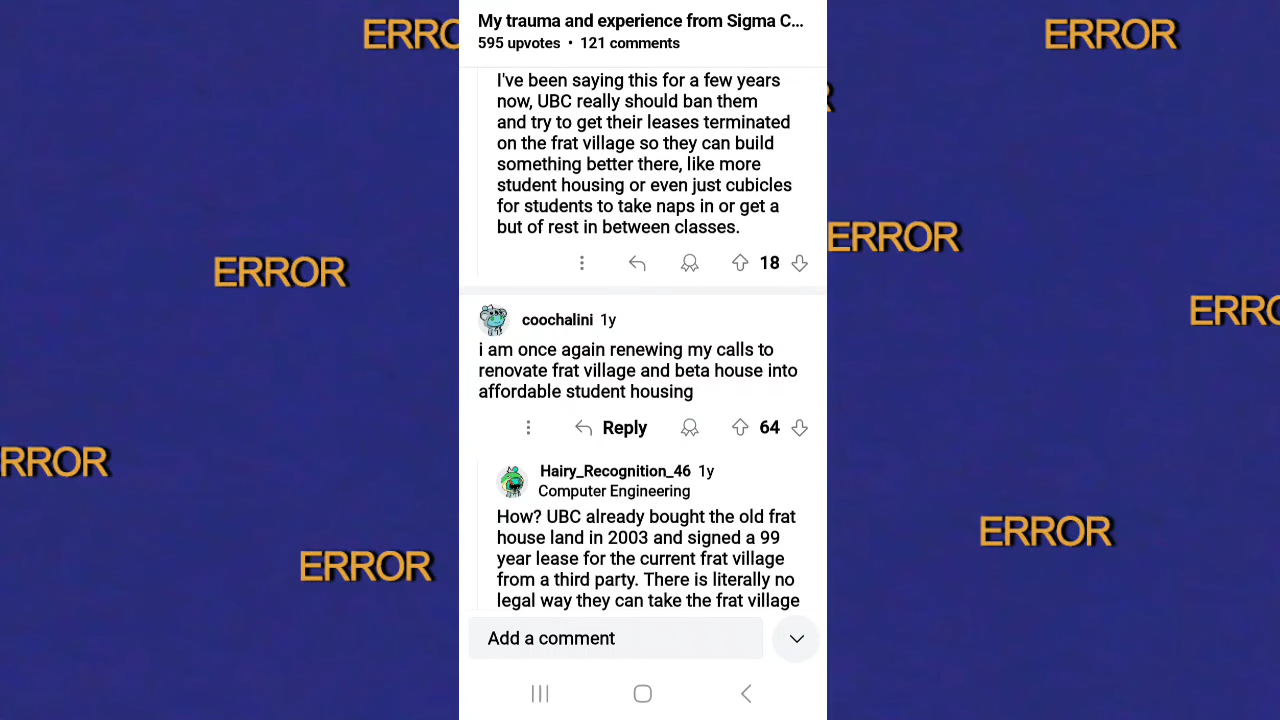 My trauma and experience from Sigma C...
595 upvotes • 121 comments
I've been saying this for a few years
now, UBC really should ban them
and try to get their leases terminated
on the frat village so they can build
something better there, like more
student housing or even just cubicles
for students to take naps in or get a
but of rest in between classes.
18
coochalini 1y
i am once again renewing my calls to
renovate frat village and beta house into
affordable student housing
Reply 64
Hairy_Recognition_46 1y
Computer Engineering
How? UBC already bought the old frat
house land in 2003 and signed a 99
year lease for the current frat village
from a third party. There is literally no
legal way they can take the frat village
Add a comment
ERRO
ERROR
R
ERROR
ERROR
ERRO
RROR
ERROR
ERROR